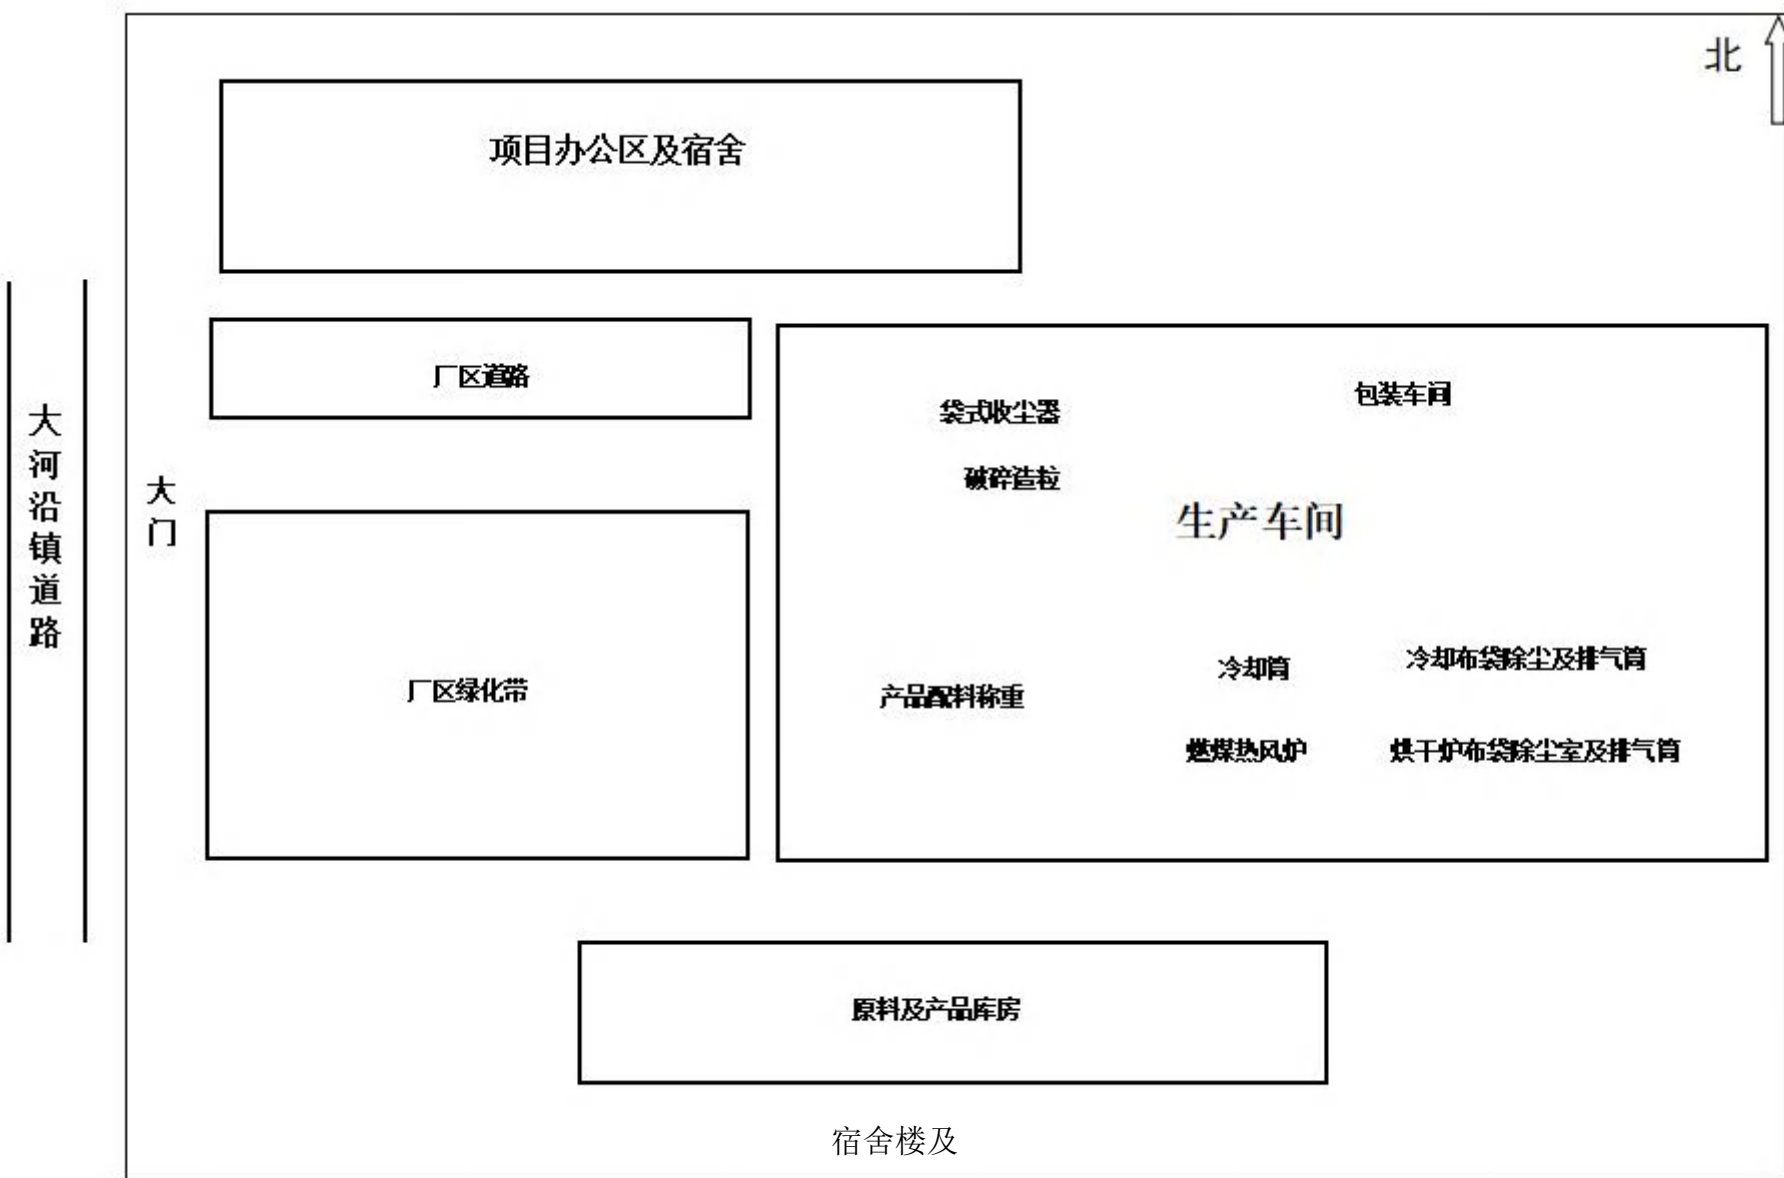 北
项目办公区及宿舍
厂区道路
袋式收尘器
包装车间
破碎造粒
生产车间
大河沿镇道路
大门
厂区绿化带
产品配料称重
冷却筒
冷却布袋除尘及排气筒
燃煤热风炉
烘干炉布袋除尘室及排气筒
原料及产品库房
宿舍楼及